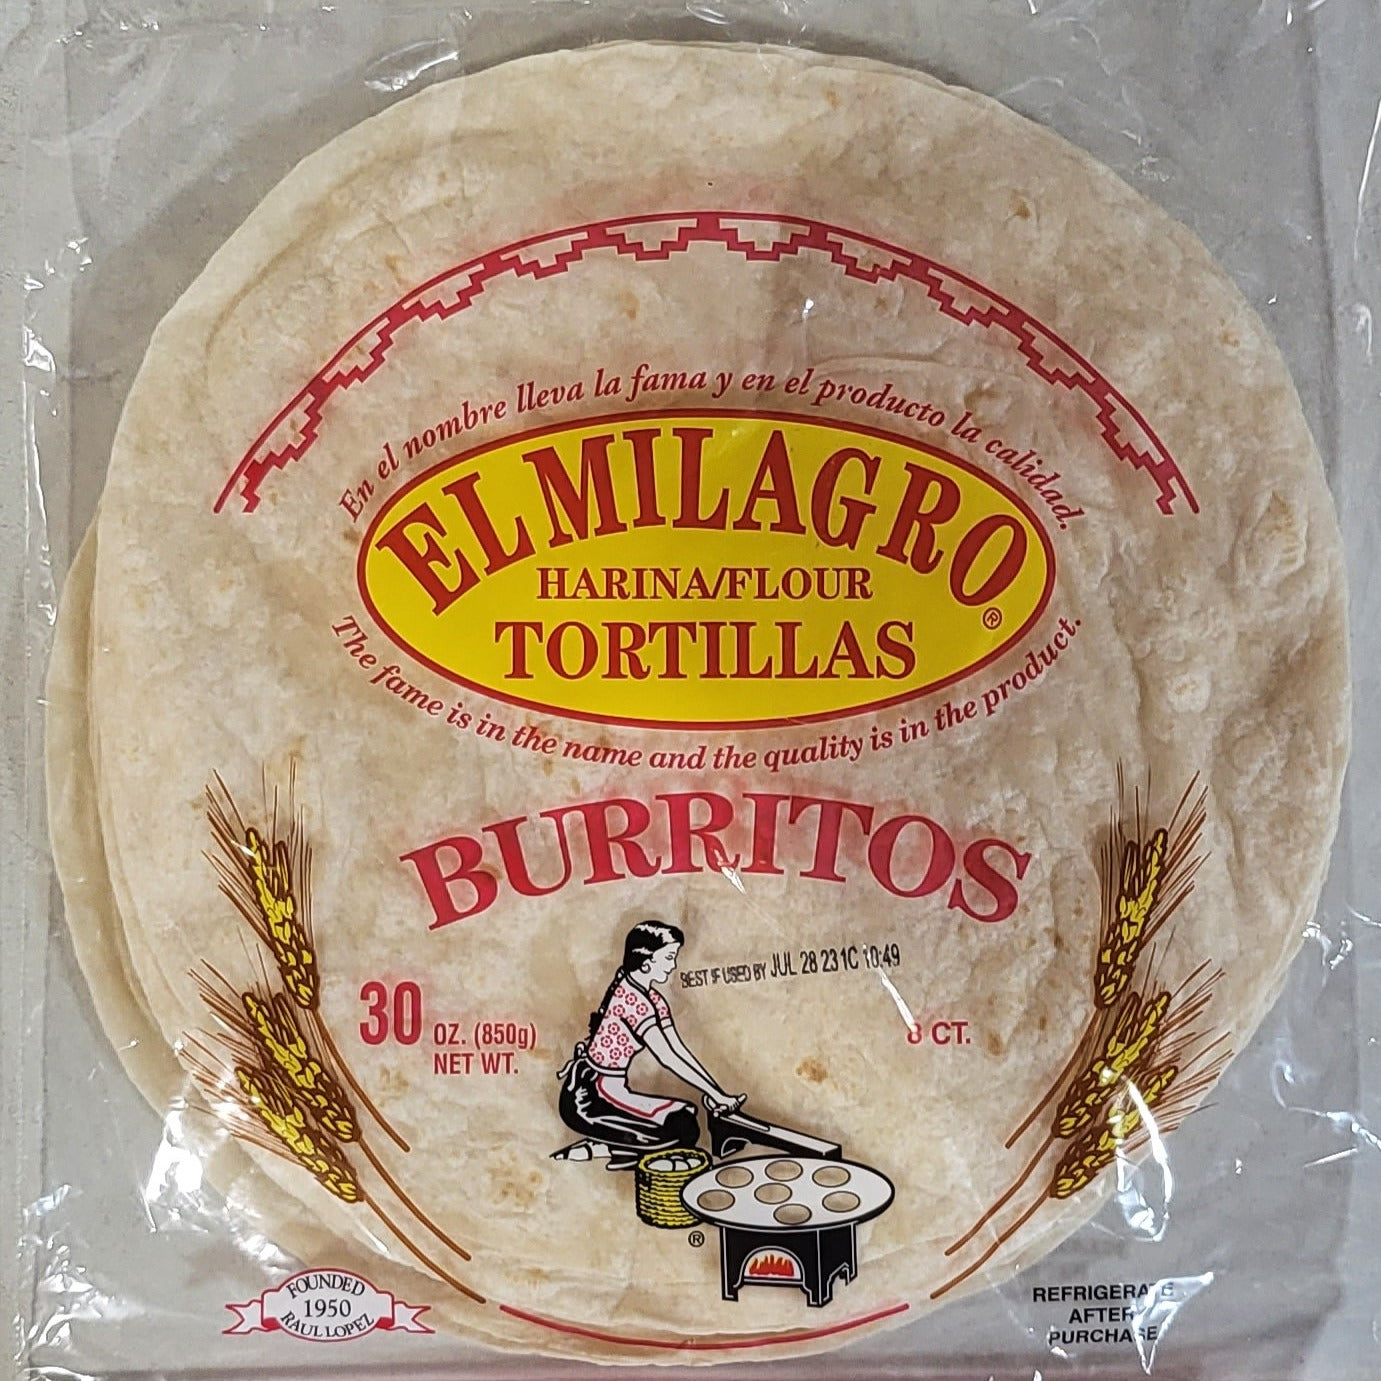 En el nombre lleva la fama y en el producto la calidad.
EL MILAGRO
HARINA/FLOUR
TORTILLAS
®
The fame is in the name and the quality is in the product.
BURRITOS
BEST IF USED BY JUL 28 23 1C 10:49
30 OZ. (850g)
NET WT.
8 CT.
®
FOUNDED
1950
RAUL LOPEZ
REFRIGERATE
AFTER
PURCHASE